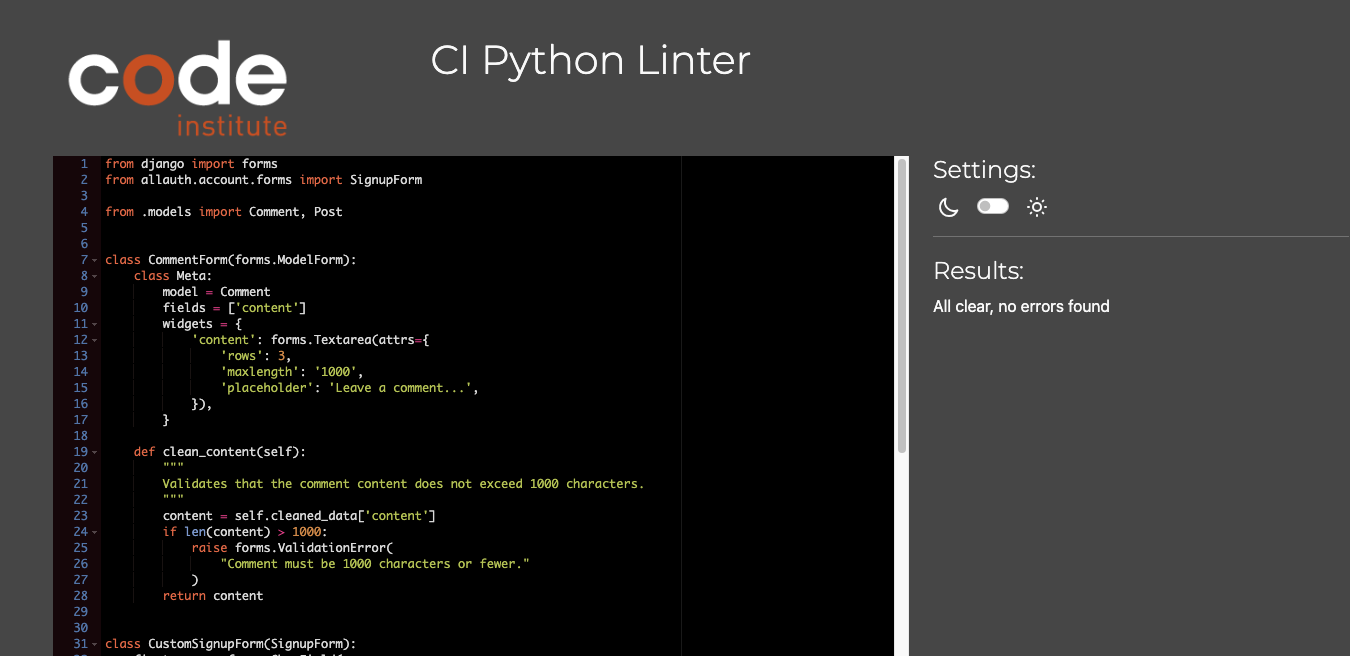 code
institute
CI Python Linter
1 from django import forms
2 from allauth.account.forms import SignupForm
3
4 from .models import Comment, Post
5
6
7 class CommentForm(forms.ModelForm):
8     class Meta:
9         model = Comment
10         fields = ['content']
11         widgets = {
12             'content': forms.Textarea(attrs={
13                 'rows': 3,
14                 'maxlength': '1000',
15                 'placeholder': 'Leave a comment...',
16             }),
17         }
18
19     def clean_content(self):
20         """
21         Validates that the comment content does not exceed 1000 characters.
22         """
23         content = self.cleaned_data['content']
24         if len(content) > 1000:
25             raise forms.ValidationError(
26                 "Comment must be 1000 characters or fewer."
27             )
28         return content
29
30
31 class CustomSignupForm(SignupForm):
Settings:
Results:
All clear, no errors found